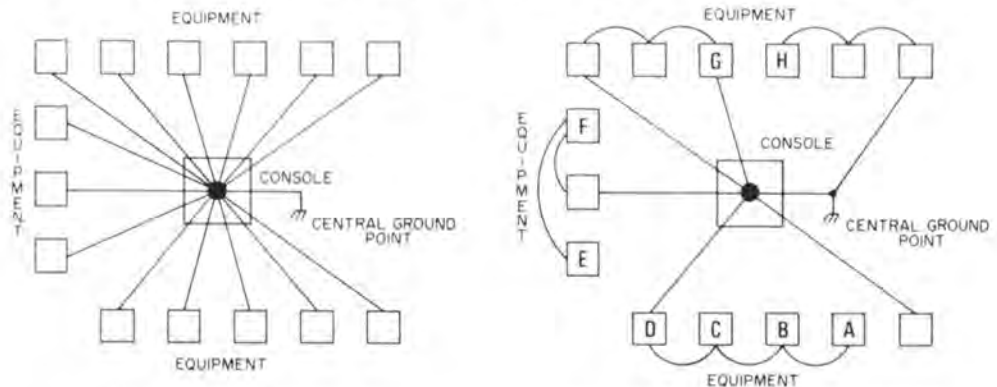 EQUIPMENT
EQUIPMENT
CONSOLE
CENTRAL GROUND
POINT
EQUIPMENT
EQUIPMENT
G
H
F
EQUIPMENT
CONSOLE
CENTRAL GROUND
POINT
E
D
C
B
A
EQUIPMENT